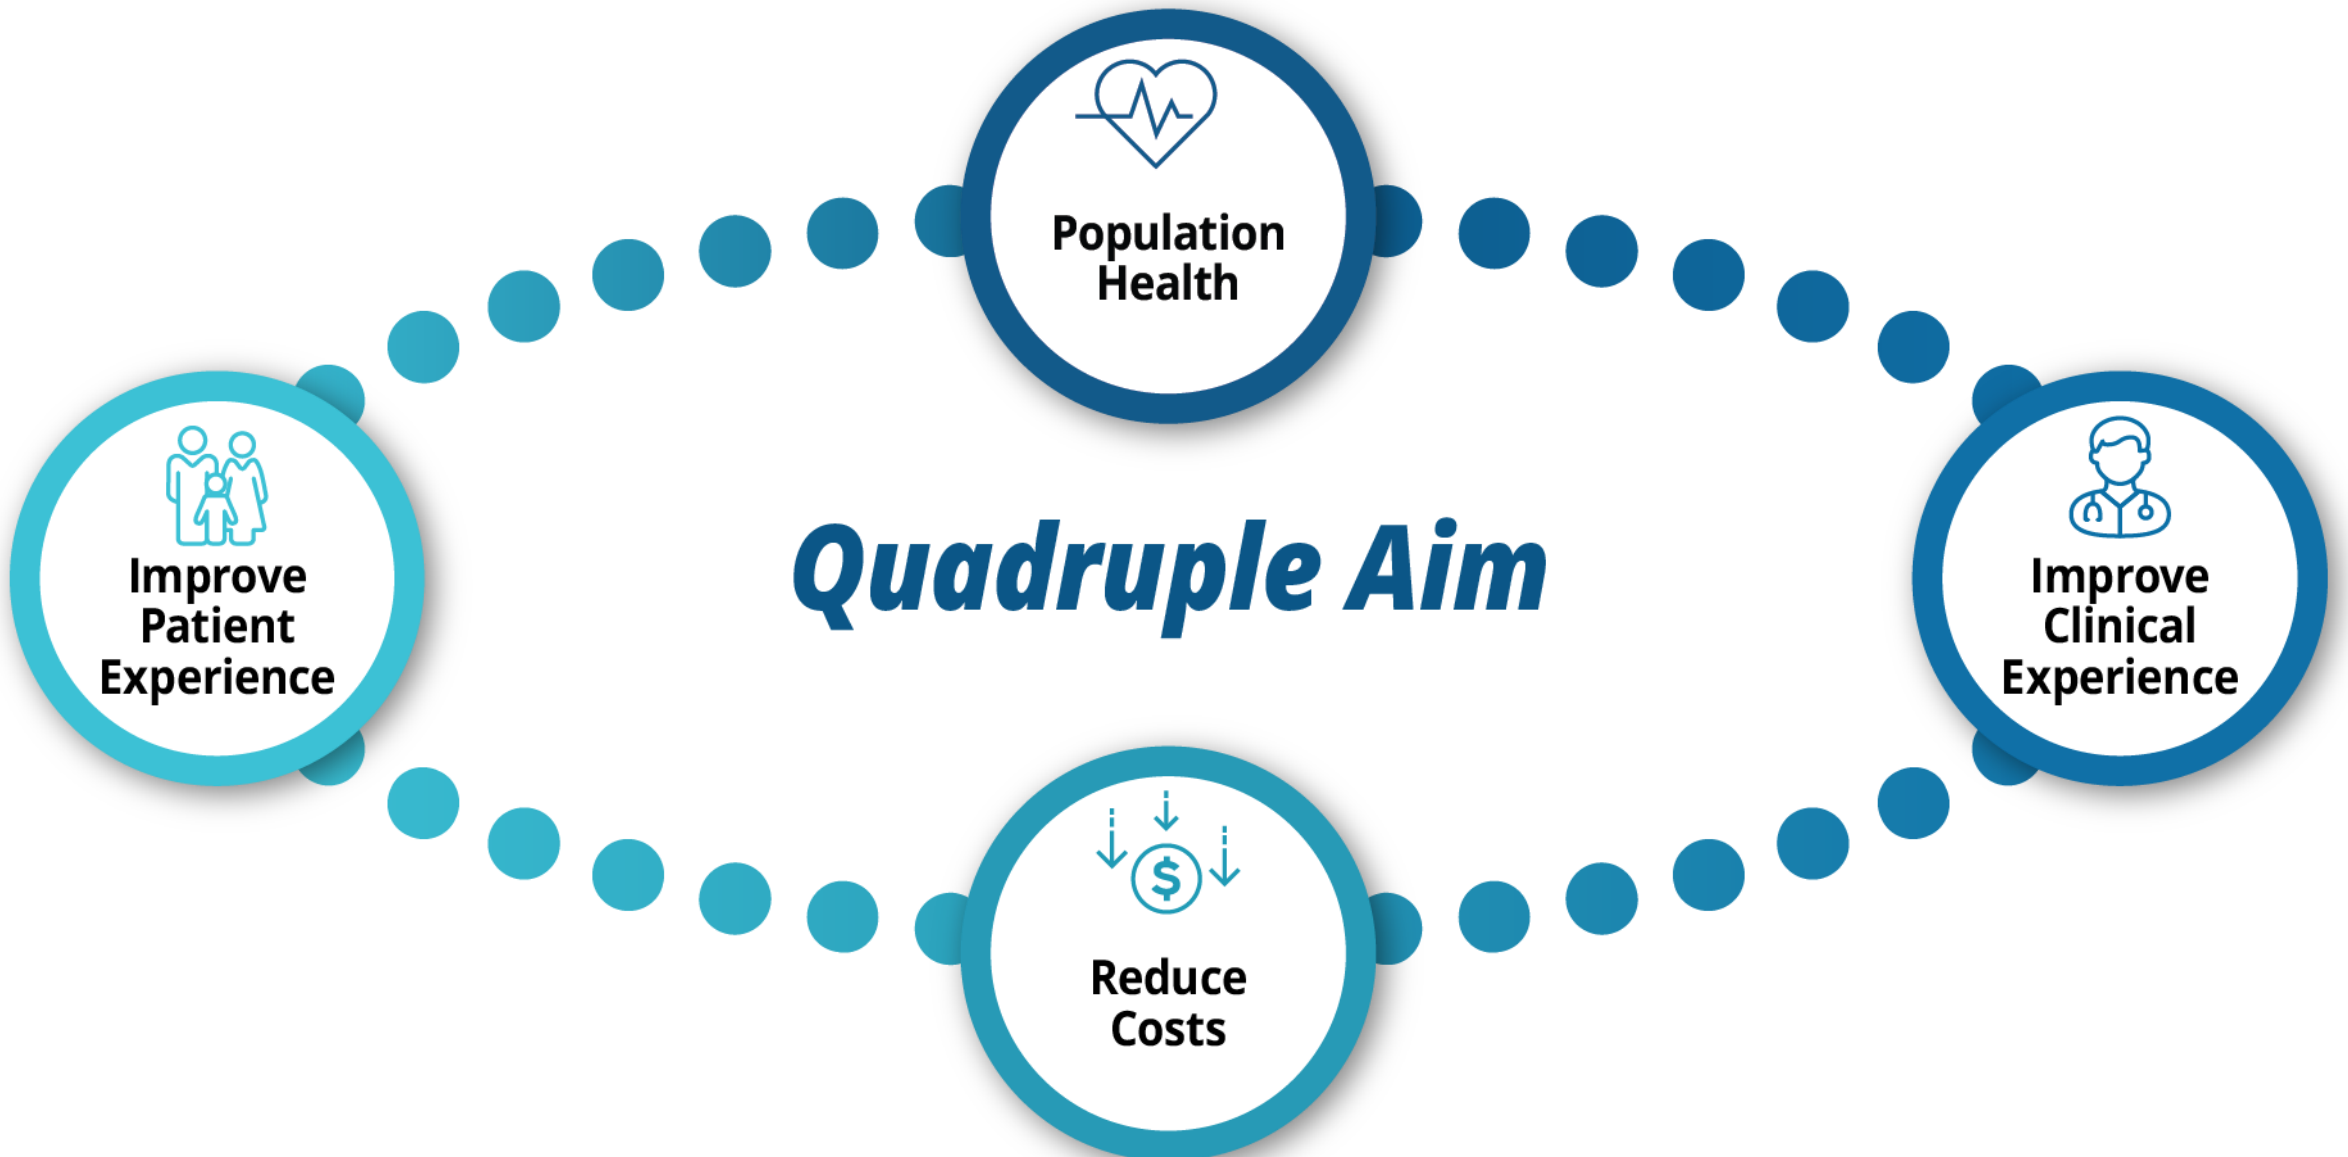 Population
Health
Improve
Patient
Experience
Quadruple Aim
Improve
Clinical
Experience
$
Reduce
Costs